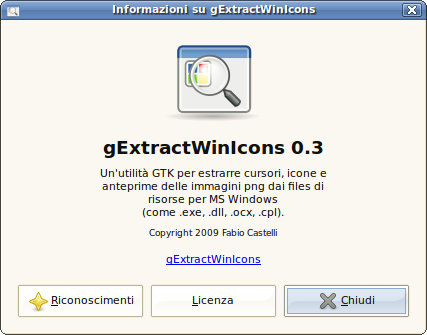 Informazioni su gExtractWinIcons
gExtractWinIcons 0.3
Un'utilità GTK per estrarre cursori, icone e
anteprime delle immagini png dai files di
risorse per MS Windows
(come .exe, .dll, .ocx, .cpl).
Copyright 2009 Fabio Castelli
gExtractWinIcons
Riconoscimenti
Licenza
Chiudi